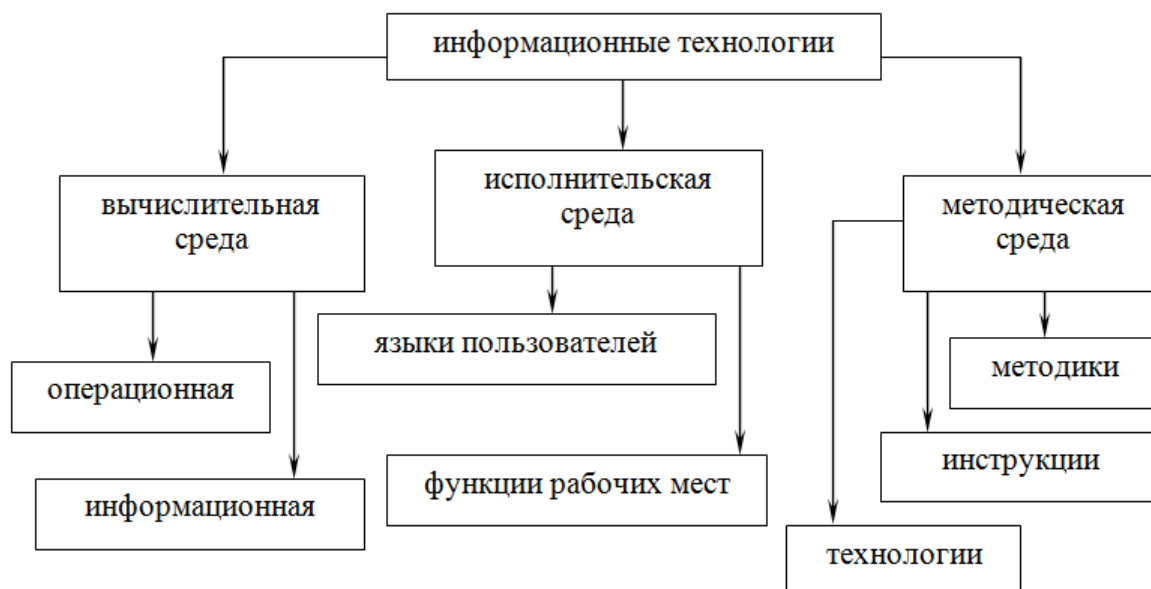 информационные технологии
вычислительная
среда
исполнительская
среда
методическая
среда
языки пользователей
операционная
методики
функции рабочих мест
инструкции
информационная
технологии